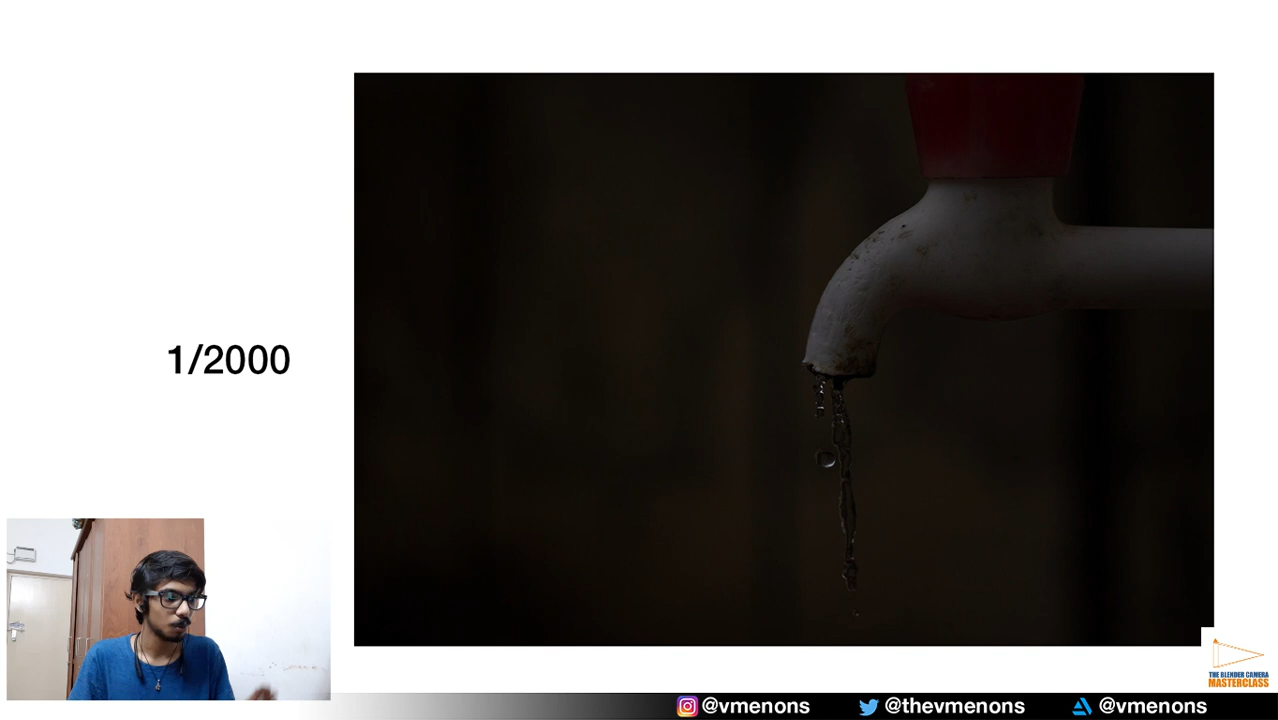 1/2000
THE BLENDER CAMERA
MASTERCLASS
@vmenons
@thevmenons
@vmenons